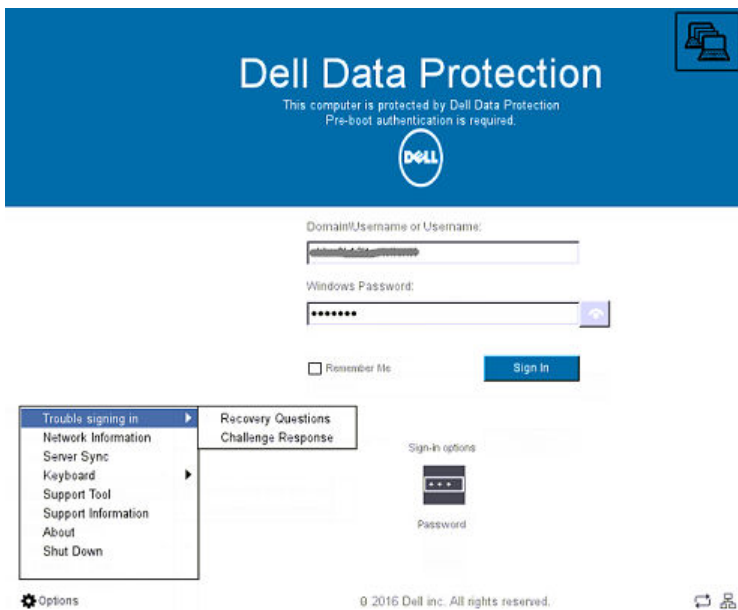 Dell Data Protection
This computer is protected by Dell Data Protection
Pre-boot authentication is required.
DELL
Domain\Username or Username:
Windows Password:
Remember Me
Sign In
Trouble signing in
Recovery Questions
Network Information
Challenge Response
Server Sync
Keyboard
Support Tool
Support Information
About
Shut Down
Sign-in options
Password
Options
© 2016 Dell inc. All rights reserved.